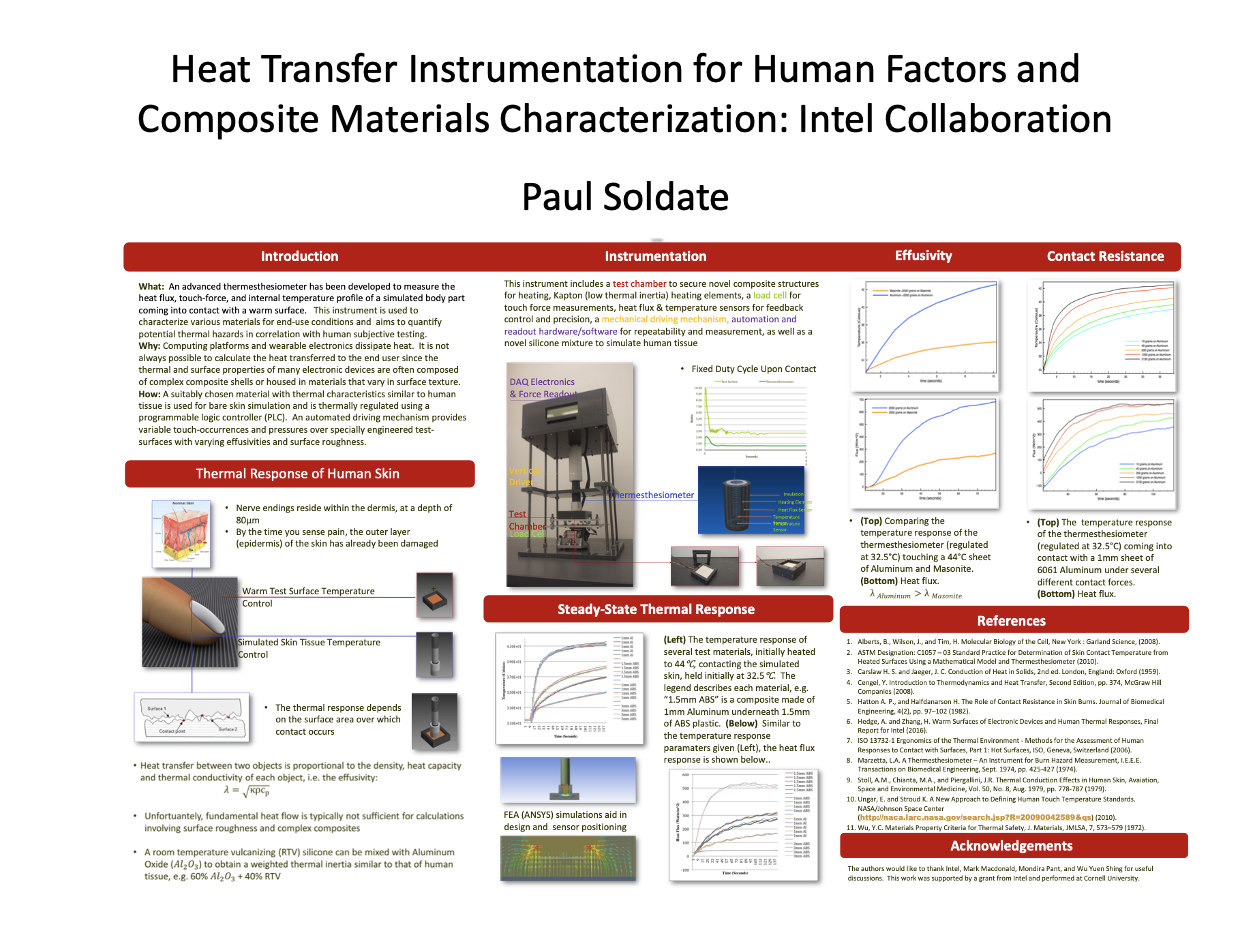 Heat Transfer Instrumentation for Human Factors and
Composite Materials Characterization: Intel Collaboration
Paul Soldate
Introduction
What: An advanced thermesthesiometer has been developed to measure the
heat flux, touch-force, and internal temperature profile of a simulated body part
coming into contact with a warm surface. This instrument is used to
characterize various materials for end-use conditions and aims to quantify
potential thermal hazards in correlation with human subjective testing.
Why: Computing platforms and wearable electronics dissipate heat. It is not
always possible to calculate the heat transferred to the end user since the
thermal and surface properties of many electronic devices are often composed
of complex composite shells or housed in materials that vary in surface texture.
How: A suitably chosen material with thermal characteristics similar to human
tissue is used for bare skin simulation and is thermally regulated using a
programmable logic controller (PLC). An automated driving mechanism provides
variable touch-occurrences and pressures over specially engineered test-
surfaces with varying effusivities and surface roughness.
Thermal Response of Human Skin
Thermal Skin
• Nerve endings reside within the dermis, at a depth of
80µm
• By the time you sense pain, the outer layer
(epidermis) of the skin has already been damaged
Warm Test Surface Temperature
Control
Simulated Skin Tissue Temperature
Control
Surface 1
Contact point
Surface 2
• The thermal response depends
on the surface area over which
contact occurs
• Heat transfer between two objects is proportional to the density, heat capacity
and thermal conductivity of each object, i.e. the effusivity:
λ = √κρcₚ
• Unfortuantely, fundamental heat flow is typically not sufficient for calculations
involving surface roughness and complex composites
• A room temperature vulcanizing (RTV) silicone can be mixed with Aluminum
Oxide (Al₂O₃) to obtain a weighted thermal inertia similar to that of human
tissue, e.g. 60% Al₂O₃ + 40% RTV
Instrumentation
This instrument includes a test chamber to secure novel composite structures
for heating, Kapton (low thermal inertia) heating elements, a load cell for
touch force measurements, heat flux & temperature sensors for feedback
control and precision, a mechanical driving mechanism, automation and
readout hardware/software for repeatability and measurement, as well as a
novel silicone mixture to simulate human tissue
DAQ Electronics
& Force Readout
Vertical
Driver
Thermesthesiometer
Test
Chamber
Load Cell
• Fixed Duty Cycle Upon Contact
Test Surface
Thermesthesiometer
Seconds
Insulation
Heating Element
Heat Flux Sensor
Temperature
Sensor
Steady-State Thermal Response
Time (Seconds)
(Left) The temperature response of
several test materials, initially heated
to 44 ℃, contacting the simulated
skin, held initially at 32.5 ℃. The
legend describes each material, e.g.
“1.5mm ABS” is a composite made of
1mm Aluminum underneath 1.5mm
of ABS plastic. (Below) Similar to
the temperature response
paramaters given (Left), the heat flux
response is shown below..
FEA (ANSYS) simulations aid in
design and sensor positioning
Time (Seconds)
Effusivity
time (seconds)
time (seconds)
• (Top) Comparing the
temperature response of the
thermesthesiometer (regulated
at 32.5°C) touching a 44°C sheet
of Aluminum and Masonite.
(Bottom) Heat flux.
λ Aluminum > λ Masonite
Contact Resistance
time (seconds)
time (seconds)
• (Top) The temperature response
of the thermesthesiometer
(regulated at 32.5°C) coming into
contact with a 1mm sheet of
6061 Aluminum under several
different contact forces.
(Bottom) Heat flux.
References
1. Alberts, B., Wilson, J., and Tim, H. Molecular Biology of the Cell, New York : Garland Science, (2008).
2. ASTM Designation: C1057 – 03 Standard Practice for Determination of Skin Contact Temperature from
Heated Surfaces Using a Mathematical Model and Thermesthesiometer (2010).
3. Carslaw H. S. and Jaeger, J. C. Conduction of Heat in Solids, 2nd ed. London, England: Oxford (1959).
4. Cengel, Y. Introduction to Thermodynamics and Heat Transfer, Second Edition, pp. 374, McGraw Hill
Companies (2008).
5. Hatton A. P., and Halfdanarson H. The Role of Contact Resistance in Skin Burns. Journal of Biomedical
Engineering, 4(2), pp. 97–102 (1982).
6. Hedge, A. and Zhang, H. Warm Surfaces of Electronic Devices and Human Thermal Responses, Final
Report for Intel (2016).
7. ISO 13732-1 Ergonomics of the Thermal Environment - Methods for the Assessment of Human
Responses to Contact with Surfaces, Part 1: Hot Surfaces, ISO, Geneva, Switzerland (2006).
8. Marzetta, L.A. A Thermesthesiometer – An Instrument for Burn Hazard Measurement, I.E.E.E.
Transactions on Biomedical Engineering, Sept. 1974, pp. 425-427 (1974).
9. Stoll, A.M., Chianta, M.A., and Piergallini, J.R. Thermal Conduction Effects in Human Skin, Avaiation,
Space and Environmental Medicine, Vol. 50, No. 8, Aug. 1979, pp. 778-787 (1979).
10. Ungar, E. and Stroud K. A New Approach to Defining Human Touch Temperature Standards.
NASA/Johnson Space Center
(http//naca.larc.nasa.gov/search.jsp?R=20090042589&qs) (2010).
11. Wu, Y.C. Materials Property Criteria for Thermal Safety, J. Materials, JMLSA, 7, 573–579 (1972).
Acknowledgements
The authors would like to thank Intel, Mark Macdonald, Mondira Pant, and Wu Yuen Shing for useful
discussions. This work was supported by a grant from Intel and performed at Cornell University.